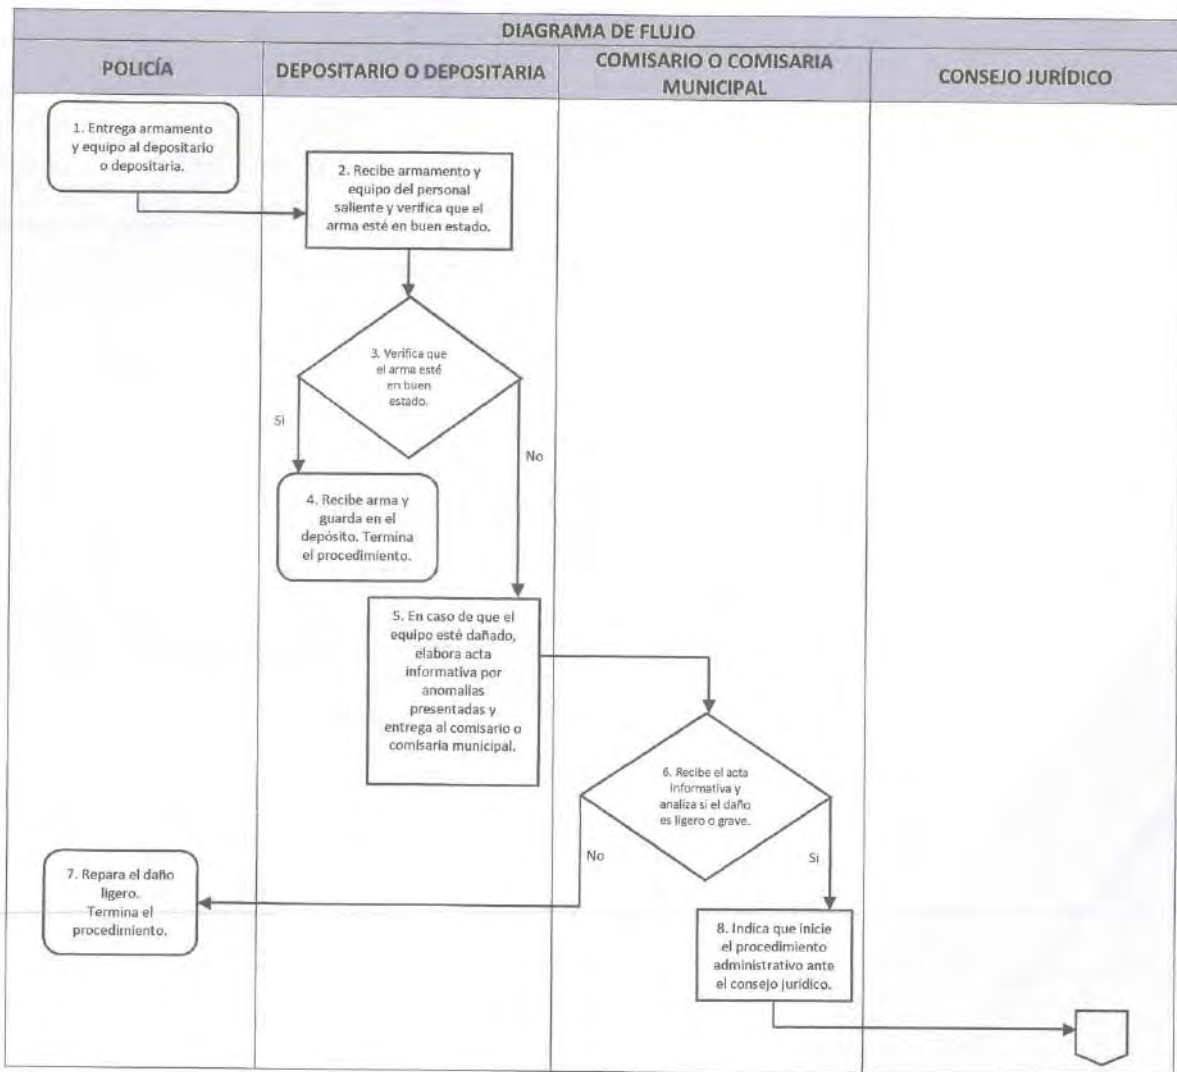 DIAGRAMA DE FLUJO
POLICÍA
DEPOSITARIO O DEPOSITARIA
COMISARIO O COMISARIA
MUNICIPAL
CONSEJO JURÍDICO
1. Entrega armamento
y equipo al depositario
o depositaria.
2. Recibe armamento y
equipo del personal
saliente y verifica que el
arma esté en buen estado.
3. Verifica que
el arma esté
en buen
estado.
Si
No
4. Recibe arma y
guarda en el
depósito. Termina
el procedimiento.
5. En caso de que el
equipo esté dañado,
elabora acta
informativa por
anomalías
presentadas y
entrega al comisario o
comisaria municipal.
6. Recibe el acta
informativa y
analiza si el daño
es ligero o grave.
No
Si
7. Repara el daño
ligero.
Termina el
procedimiento.
8. Indica que inicie
el procedimiento
administrativo ante
el consejo jurídico.